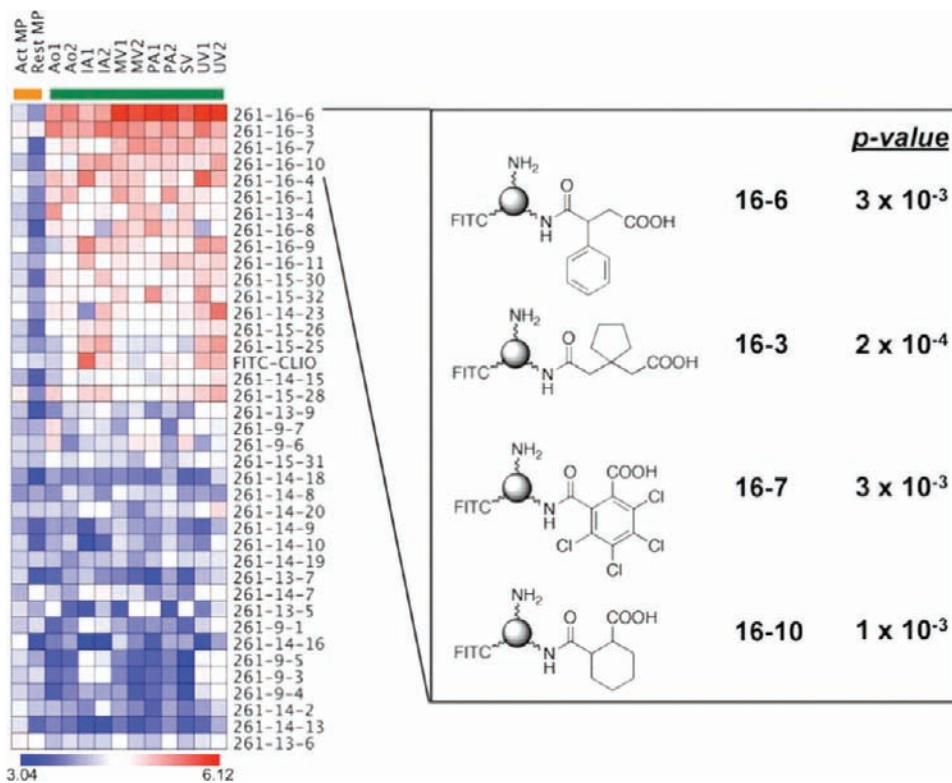 Act MP
Rest MP
Ao1
Ao2
IA1
IA2
MV1
MV2
PA1
PA2
SV
UV1
UV2
261-16-6
261-16-3
261-16-7
261-16-10
261-16-4
261-16-1
261-13-4
261-16-8
261-16-9
261-16-11
261-15-30
261-15-32
261-14-23
261-15-26
261-15-25
FITC-CLIO
261-14-15
261-15-28
261-13-9
261-9-7
261-9-6
261-15-31
261-14-18
261-14-8
261-14-20
261-14-9
261-14-10
261-14-19
261-13-7
261-14-7
261-13-5
261-9-1
261-14-16
261-9-5
261-9-3
261-9-4
261-14-2
261-14-13
261-13-6
3.04 6.12
p-value
NH2
O
FITC
N
H
COOH
16-6 3 x 10-3
NH2
O
COOH
FITC
N
H
16-3 2 x 10-4
NH2
O
COOH
FITC
N
H
Cl
Cl
Cl
Cl
16-7 3 x 10-3
NH2
O
COOH
FITC
N
H
16-10 1 x 10-3